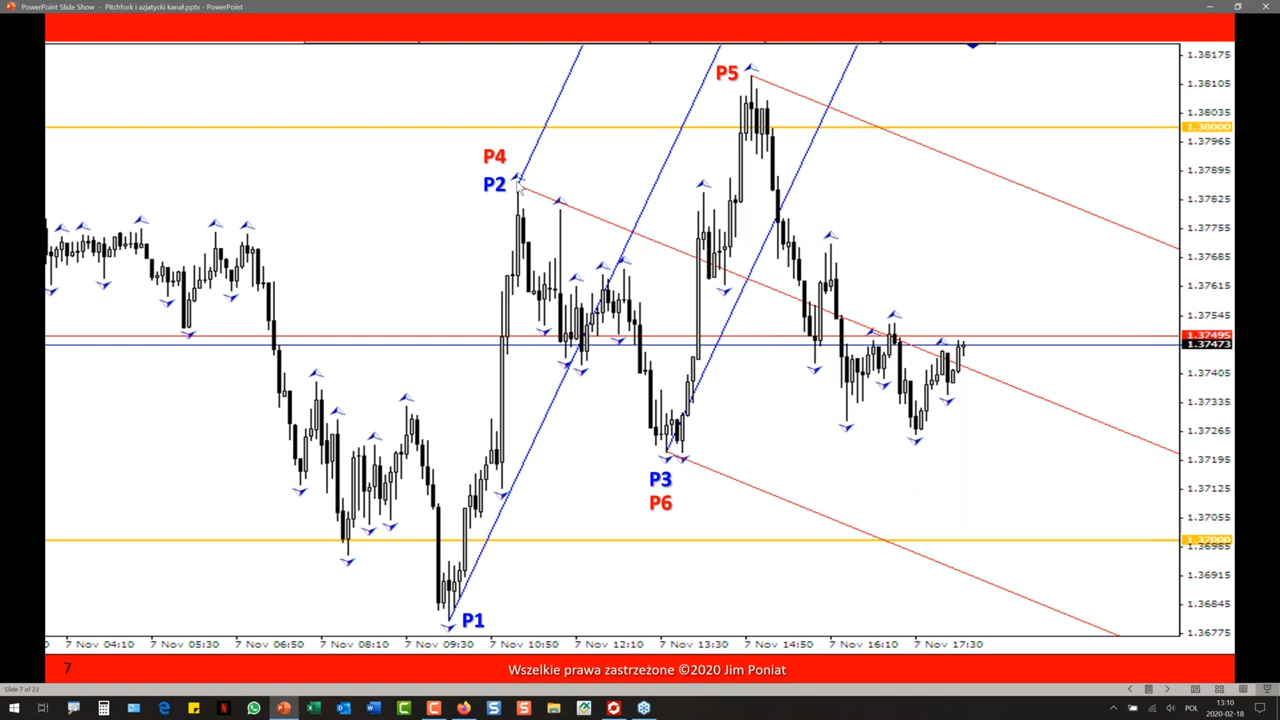 PowerPoint Slide Show - Pitchfork i azjatycki kanał.pptx - PowerPoint
P5
P4
P2
P3
P6
P1
1.38175
1.38105
1.38035
1.38000
1.37965
1.37895
1.37825
1.37755
1.37685
1.37615
1.37545
1.37495
1.37473
1.37405
1.37335
1.37265
1.37195
1.37125
1.37055
1.37000
1.36985
1.36915
1.36845
1.36775
7 Nov 04:10
7 Nov 05:30
7 Nov 06:50
7 Nov 08:10
7 Nov 09:30
7 Nov 10:50
7 Nov 12:10
7 Nov 13:30
7 Nov 14:50
7 Nov 16:10
7 Nov 17:30
7
Wszelkie prawa zastrzeżone ©2020 Jim Poniat
Slide 7 of 23
POL
13:10
2020-02-18